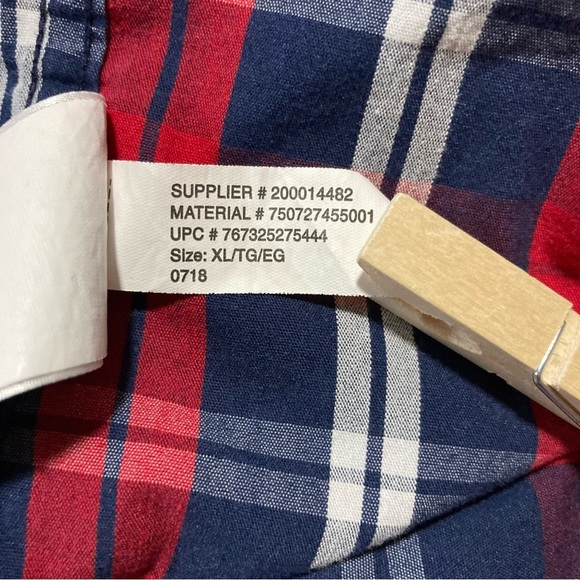 SUPPLIER # 200014482
MATERIAL # 750727455001
UPC # 767325275444
Size: XL/TG/EG
0718